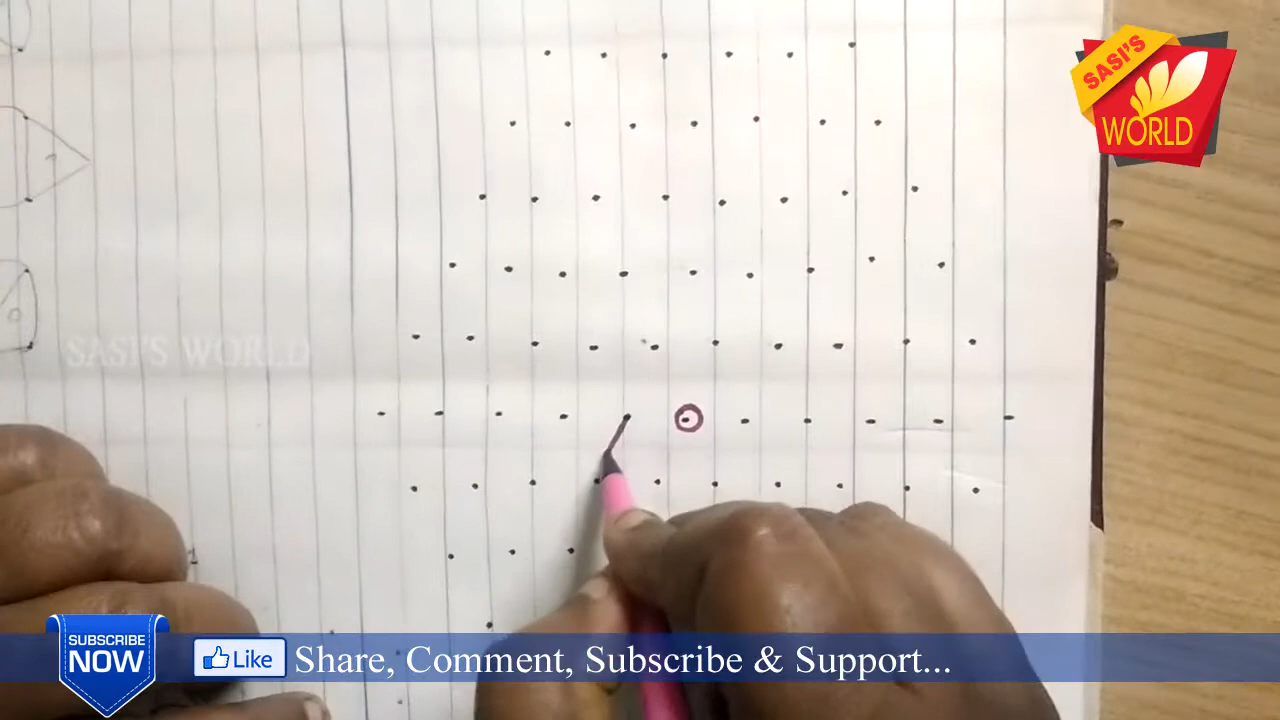 SASI'S
WORLD
SASI'S WORLD
SUBSCRIBE
NOW
Like
Share, Comment, Subscribe & Support...